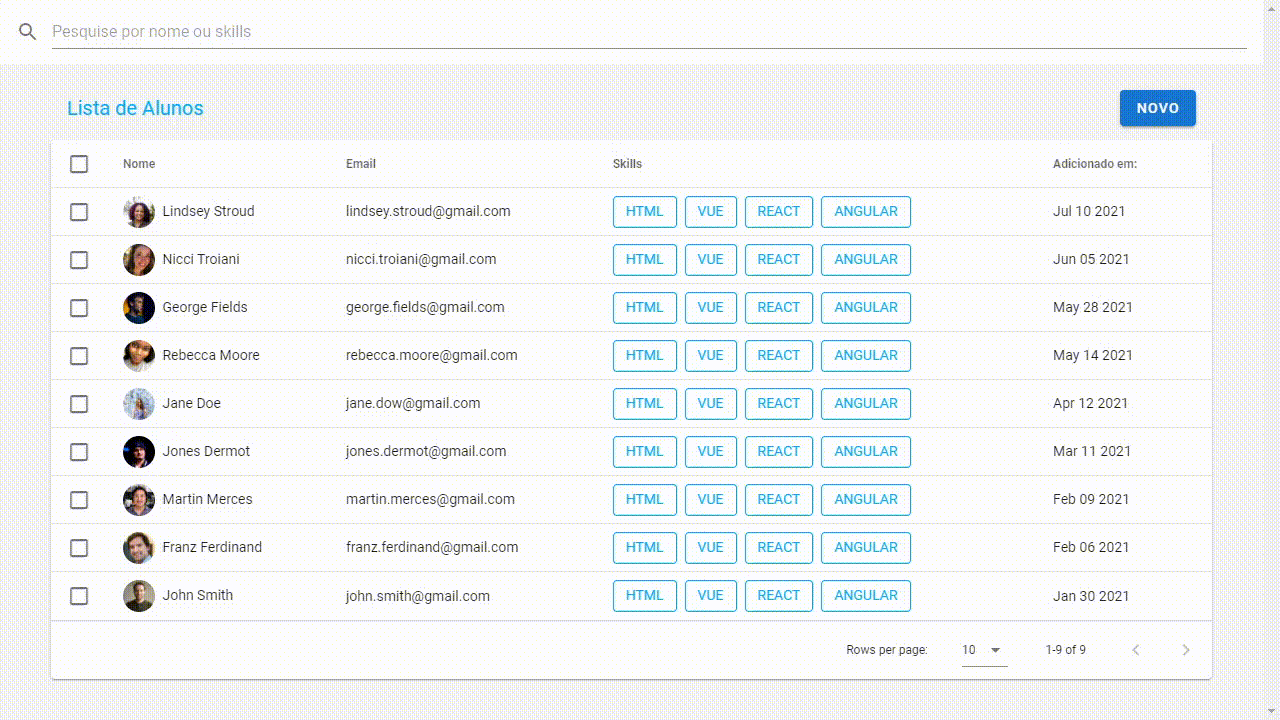 Pesquise por nome ou skills
Lista de Alunos NOVO
Nome Email Skills Adicionado em:
Lindsey Stroud lindsey.stroud@gmail.com HTML VUE REACT ANGULAR Jul 10 2021
Nicci Troiani nicci.troiani@gmail.com HTML VUE REACT ANGULAR Jun 05 2021
George Fields george.fields@gmail.com HTML VUE REACT ANGULAR May 28 2021
Rebecca Moore rebecca.moore@gmail.com HTML VUE REACT ANGULAR May 14 2021
Jane Doe jane.dow@gmail.com HTML VUE REACT ANGULAR Apr 12 2021
Jones Dermot jones.dermot@gmail.com HTML VUE REACT ANGULAR Mar 11 2021
Martin Merces martin.merces@gmail.com HTML VUE REACT ANGULAR Feb 09 2021
Franz Ferdinand franz.ferdinand@gmail.com HTML VUE REACT ANGULAR Feb 06 2021
John Smith john.smith@gmail.com HTML VUE REACT ANGULAR Jan 30 2021
Rows per page: 10 1-9 of 9